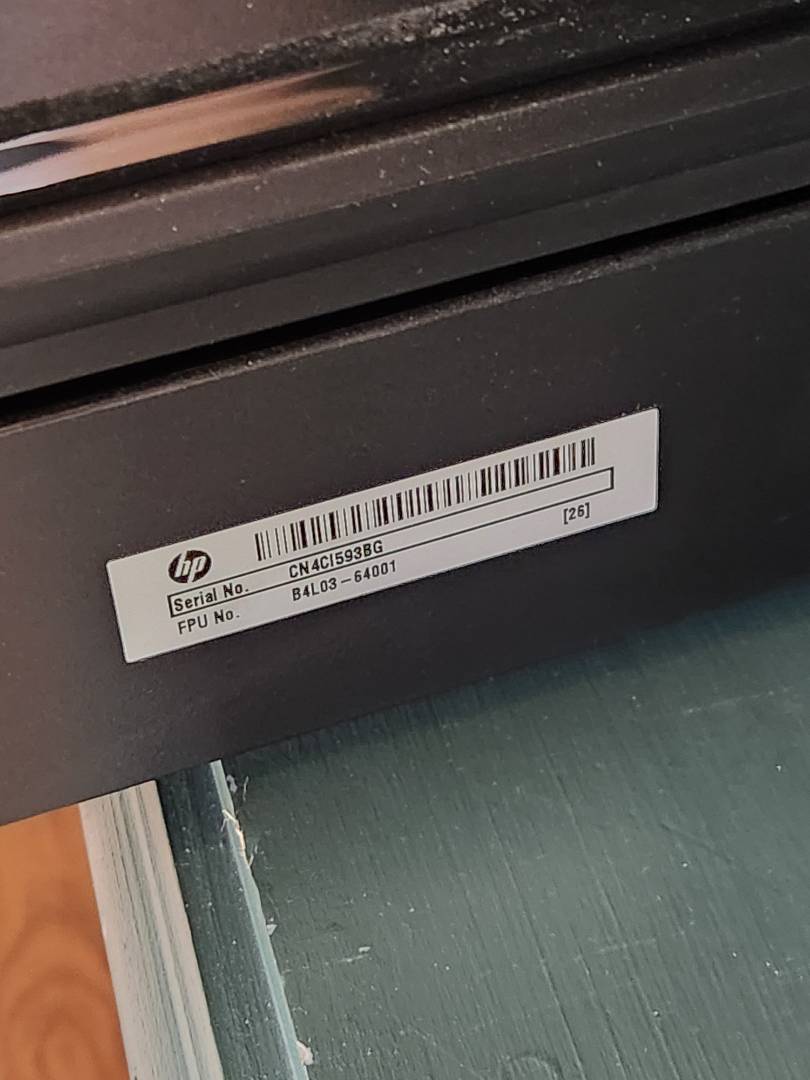 hp
Serial No. CN4CI593BG
FPU No. B4L03-64001 [26]